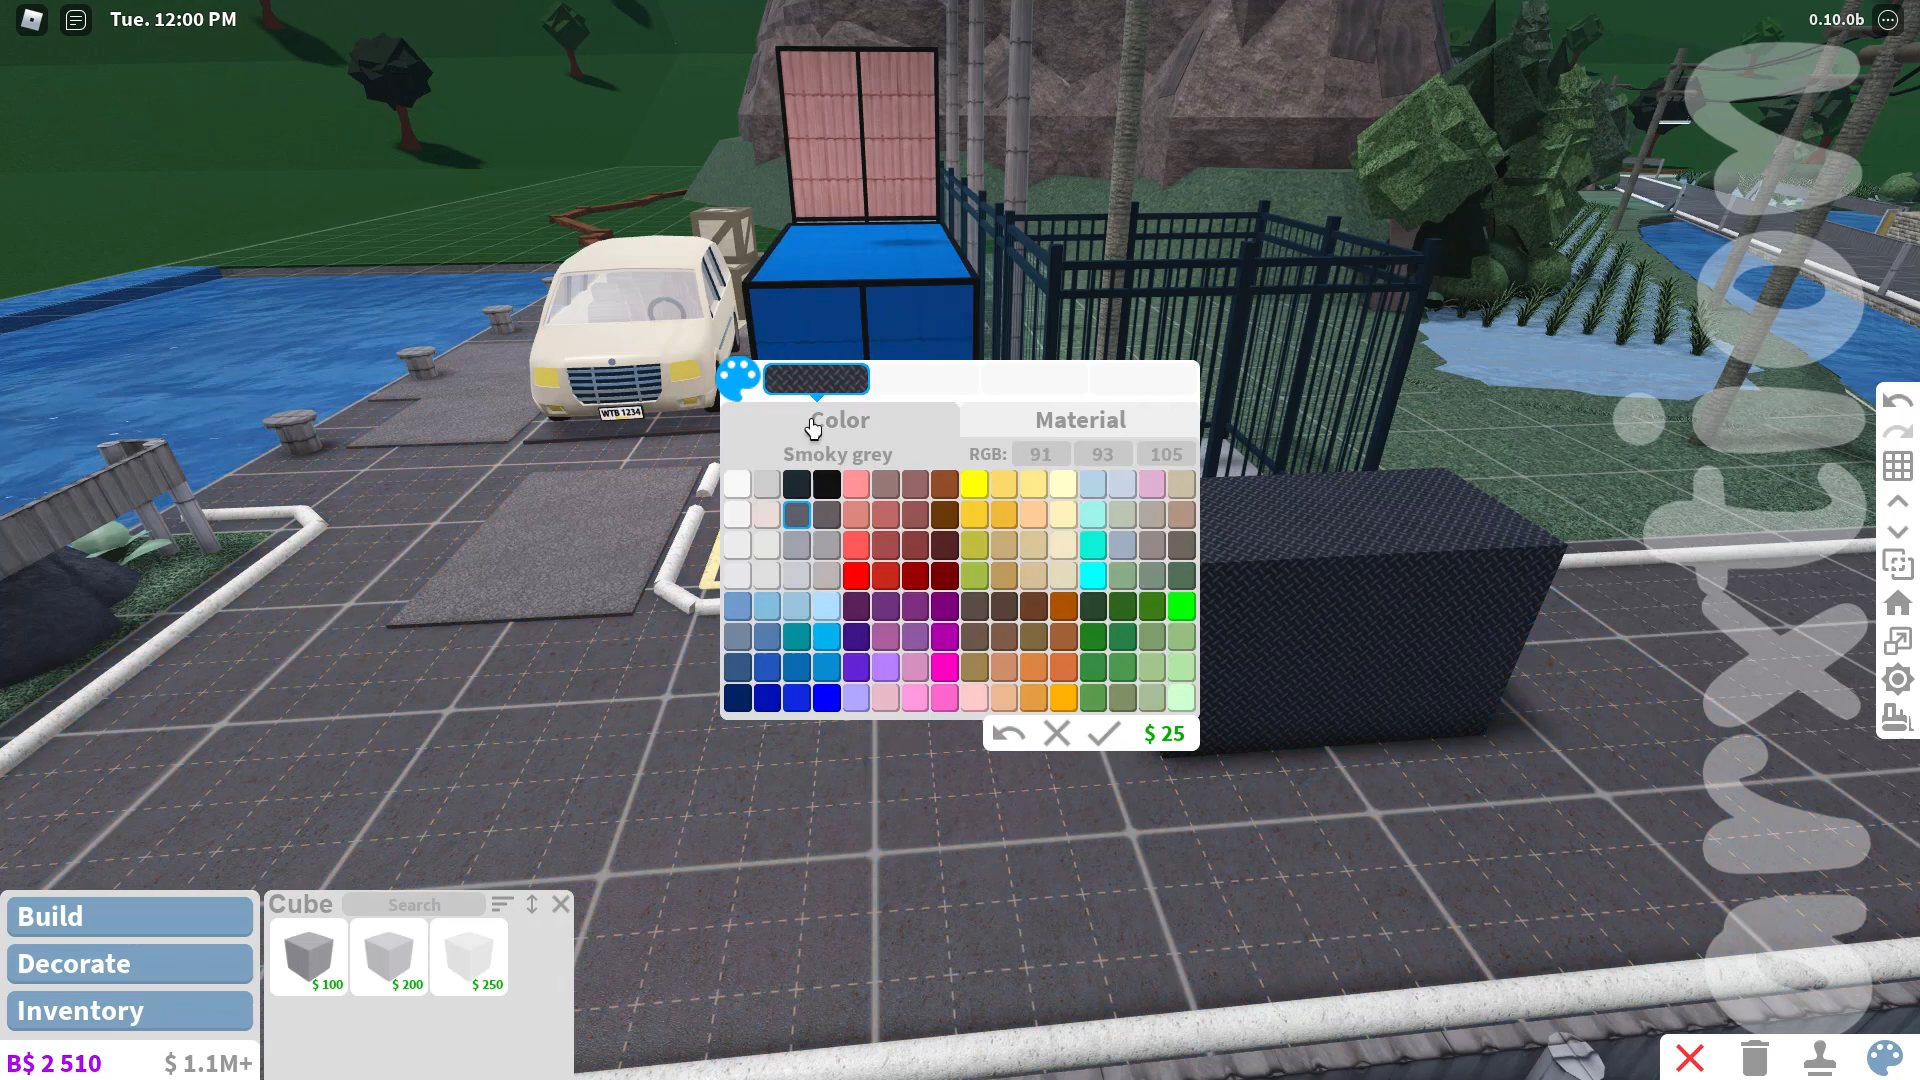 Tue. 12:00 PM
0.10.0b
WTB 1234
Color
Material
Smoky grey
RGB:
91
93
105
$ 25
Build
Decorate
Inventory
Cube
Search
$ 100
$ 200
$ 250
B$ 2 510
$ 1.1M+